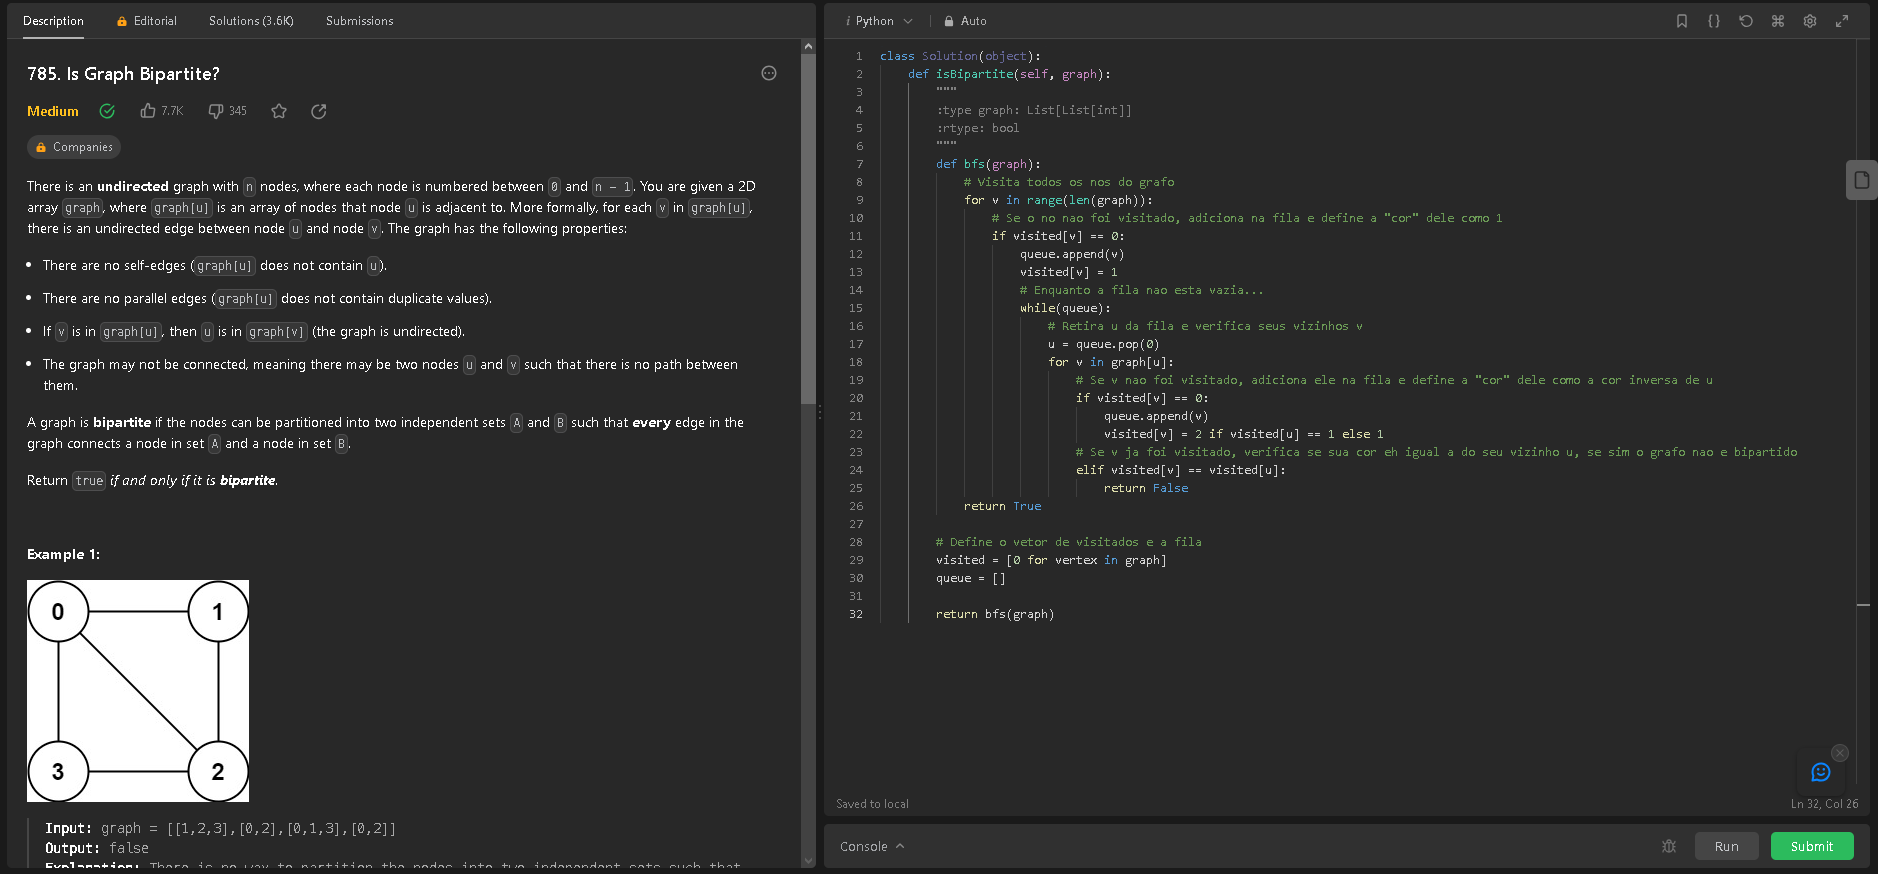 Description
Editorial
Solutions (3.6K)
Submissions
785. Is Graph Bipartite?
Medium
7.7K
345
Companies
There is an undirected graph with n nodes, where each node is numbered between 0 and n - 1. You are given a 2D
array graph, where graph[u] is an array of nodes that node u is adjacent to. More formally, for each v in graph[u],
there is an undirected edge between node u and node v. The graph has the following properties:
• There are no self-edges (graph[u] does not contain u).
• There are no parallel edges (graph[u] does not contain duplicate values).
• If v is in graph[u], then u is in graph[v] (the graph is undirected).
• The graph may not be connected, meaning there may be two nodes u and v such that there is no path between
them.
A graph is bipartite if the nodes can be partitioned into two independent sets A and B such that every edge in the
graph connects a node in set A and a node in set B.
Return true if and only if it is bipartite.
Example 1:
0
1
3
2
Input: graph = [[1,2,3],[0,2],[0,1,3],[0,2]]
Output: false
Explanation: There is no way to partition the nodes into two independent sets such that
i Python
Auto
1 class Solution(object):
2 def isBipartite(self, graph):
3 """
4 :type graph: List[List[int]]
5 :rtype: bool
6 """
7 def bfs(graph):
8 # Visita todos os nos do grafo
9 for v in range(len(graph)):
10 # Se o no nao foi visitado, adiciona na fila e define a "cor" dele como 1
11 if visited[v] == 0:
12 queue.append(v)
13 visited[v] = 1
14 # Enquanto a fila nao esta vazia...
15 while(queue):
16 # Retira u da fila e verifica seus vizinhos v
17 u = queue.pop(0)
18 for v in graph[u]:
19 # Se v nao foi visitado, adiciona ele na fila e define a "cor" dele como a cor inversa de u
20 if visited[v] == 0:
21 queue.append(v)
22 visited[v] = 2 if visited[u] == 1 else 1
23 # Se v ja foi visitado, verifica se sua cor eh igual a do seu vizinho u, se sim o grafo nao e bipartido
24 elif visited[v] == visited[u]:
25 return False
26 return True
27
28 # Define o vetor de visitados e a fila
29 visited = [0 for vertex in graph]
30 queue = []
31
32 return bfs(graph)
Saved to local
Ln 32, Col 26
Console
Run
Submit